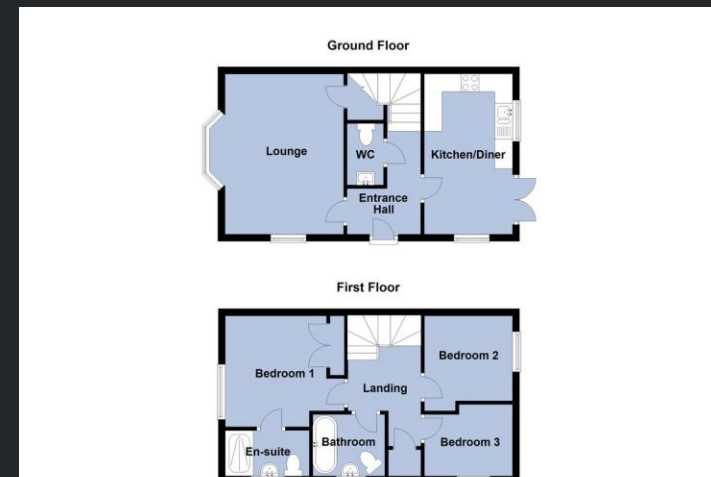 Ground Floor
Lounge
WC
Kitchen/Diner
Entrance
Hall
First Floor
Bedroom 2
Bedroom 1
Landing
Bathroom
Bedroom 3
En-suite